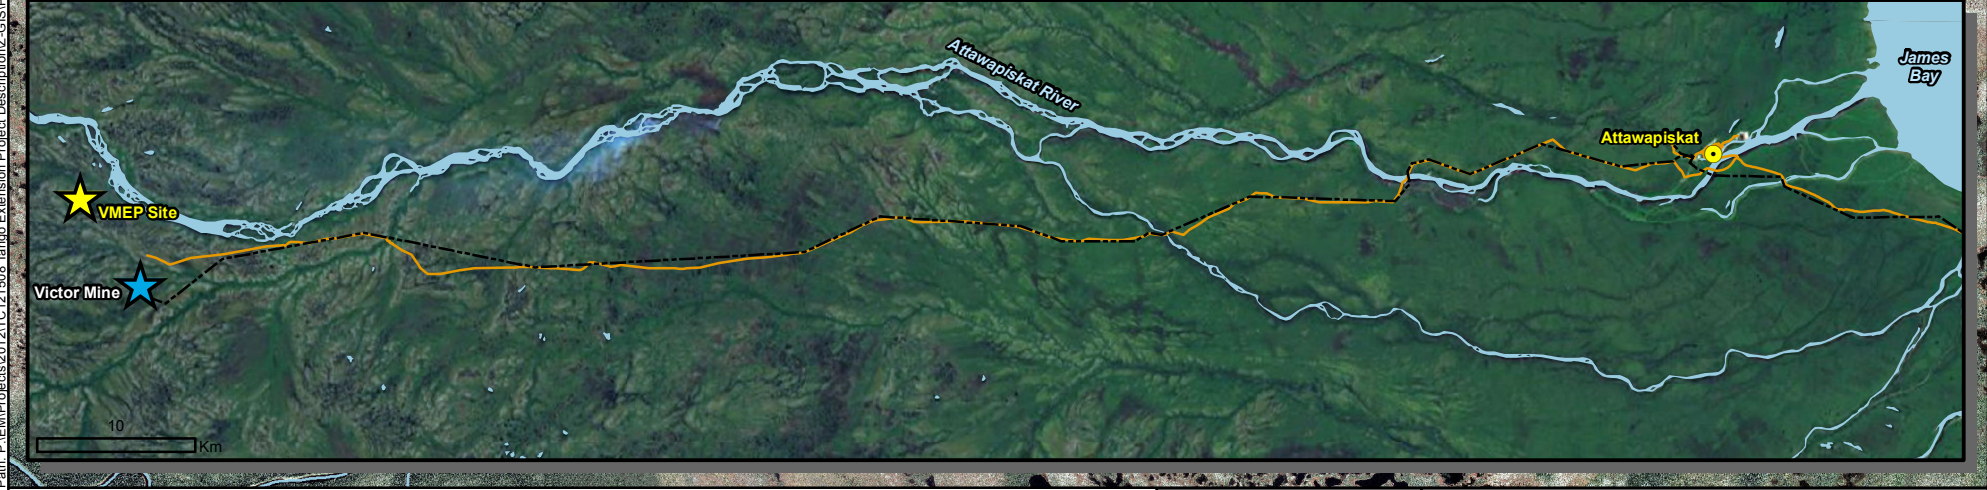 Attawapiskat River
James
Bay
Attawapiskat
VMEP Site
Victor Mine
10
Km